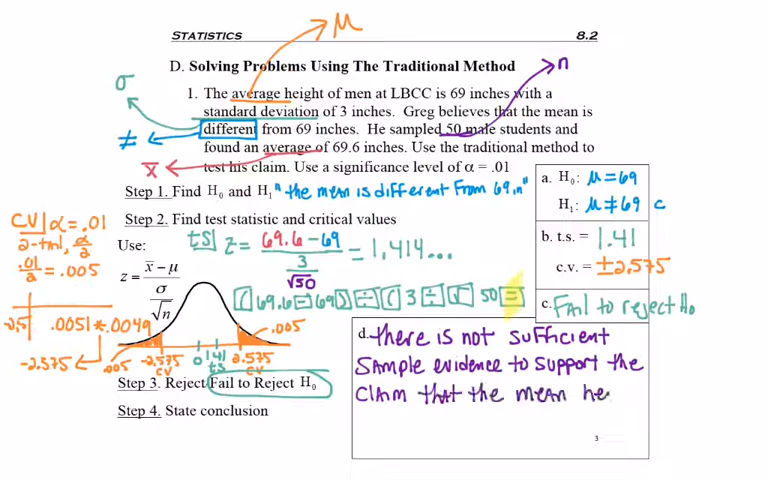 μ
STATISTICS 8.2
D. Solving Problems Using The Traditional Method
n
σ
1. The average height of men at LBCC is 69 inches with a
standard deviation of 3 inches. Greg believes that the mean is
different from 69 inches. He sampled 50 male students and
≠
found an average of 69.6 inches. Use the traditional method to
x̅
test his claim. Use a significance level of α = .01
Step 1. Find H₀ and H₁ "the mean is different from 69 in"
a. H₀: μ = 69
H₁: μ ≠ 69 c
Step 2. Find test statistic and critical values
CV α = .01
2-tail, α/2
.01/2 = .005
Use:
z = (x̅ − μ) / (σ / √n)
ts z = (69.6 − 69) / (3 / √50) = 1.414...
b. t.s. = 1.41
c.v. = ±2.575
( 69.6 − 69 ) ÷ ( 3 ÷ √ 50 =
c. Fail to reject H₀
-2.5 .0051 * .0049
-2.575
.005 -2.575 CV 0 1.41 ts 2.575 CV .005
d. There is not sufficient
sample evidence to support the
claim that the mean he
Step 3. Reject/Fail to Reject H₀
Step 4. State conclusion
3